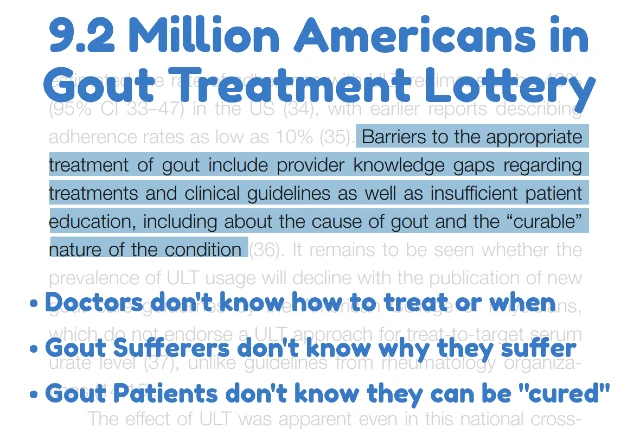 9.2 Million Americans in
Gout Treatment Lottery
(95% CI 33–47) in the US (34), with earlier reports describing
adherence rates as low as 10% (35). Barriers to the appropriate
treatment of gout include provider knowledge gaps regarding
treatments and clinical guidelines as well as insufficient patient
education, including about the cause of gout and the “curable”
nature of the condition (36). It remains to be seen whether the
prevalence of ULT usage will decline with the publication of new
• Doctors don't know how to treat or when
which do not endorse a ULT approach for treat-to-target serum
• Gout Sufferers don't know why they suffer
urate level (37), unlike guidelines from rheumatology organiza-
• Gout Patients don't know they can be "cured"
The effect of ULT was apparent even in this national cross-